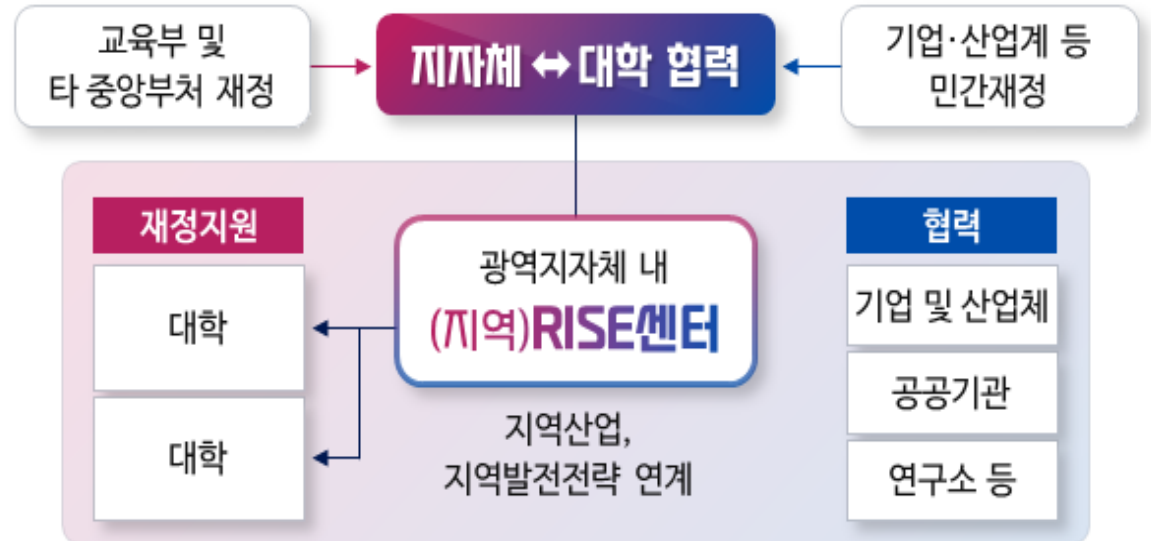 교육부 및
타 중앙부처 재정
지자체 ↔ 대학 협력
기업·산업계 등
민간재정
재정지원
대학
대학
광역지자체 내
(지역)RISE센터
지역산업,
지역발전전략 연계
협력
기업 및 산업체
공공기관
연구소 등